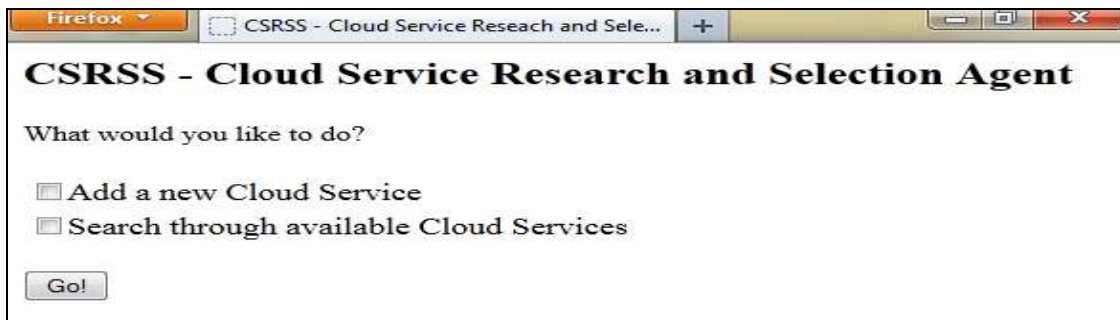 Firefox
CSRSS - Cloud Service Reseach and Sele...
CSRSS - Cloud Service Research and Selection Agent
What would you like to do?
Add a new Cloud Service
Search through available Cloud Services
Go!